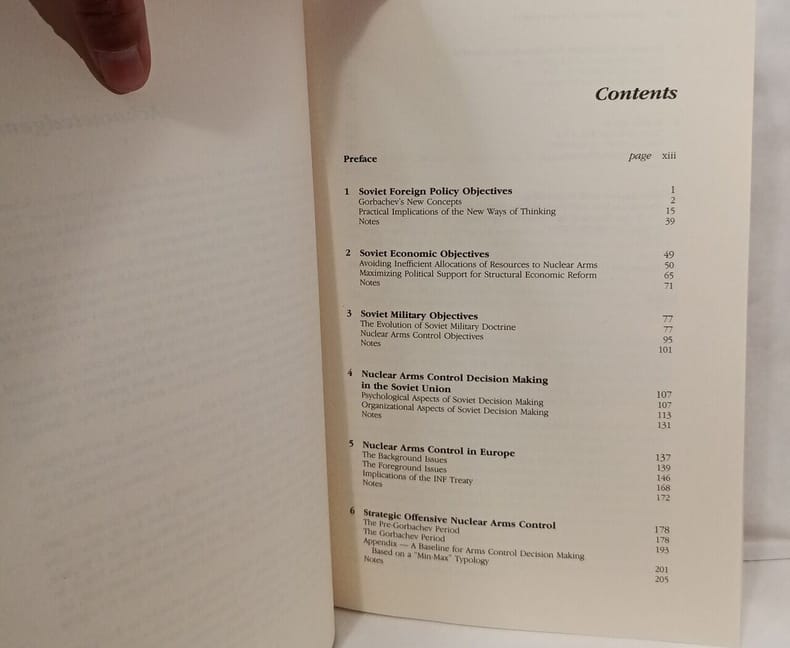 Contents
Preface page xiii
1 Soviet Foreign Policy Objectives 1
Gorbachev's New Concepts 2
Practical Implications of the New Ways of Thinking 15
Notes 39
2 Soviet Economic Objectives 49
Avoiding Inefficient Allocations of Resources to Nuclear Arms 50
Maximizing Political Support for Structural Economic Reform 65
Notes 71
3 Soviet Military Objectives 77
The Evolution of Soviet Military Doctrine 77
Nuclear Arms Control Objectives 95
Notes 101
4 Nuclear Arms Control Decision Making
in the Soviet Union 107
Psychological Aspects of Soviet Decision Making 107
Organizational Aspects of Soviet Decision Making 113
Notes 131
5 Nuclear Arms Control in Europe 137
The Background Issues 139
The Foreground Issues 146
Implications of the INF Treaty 168
Notes 172
6 Strategic Offensive Nuclear Arms Control 178
The Pre-Gorbachev Period 178
The Gorbachev Period 193
Appendix — A Baseline for Arms Control Decision Making
Based on a "Min-Max" Typology 201
Notes 205